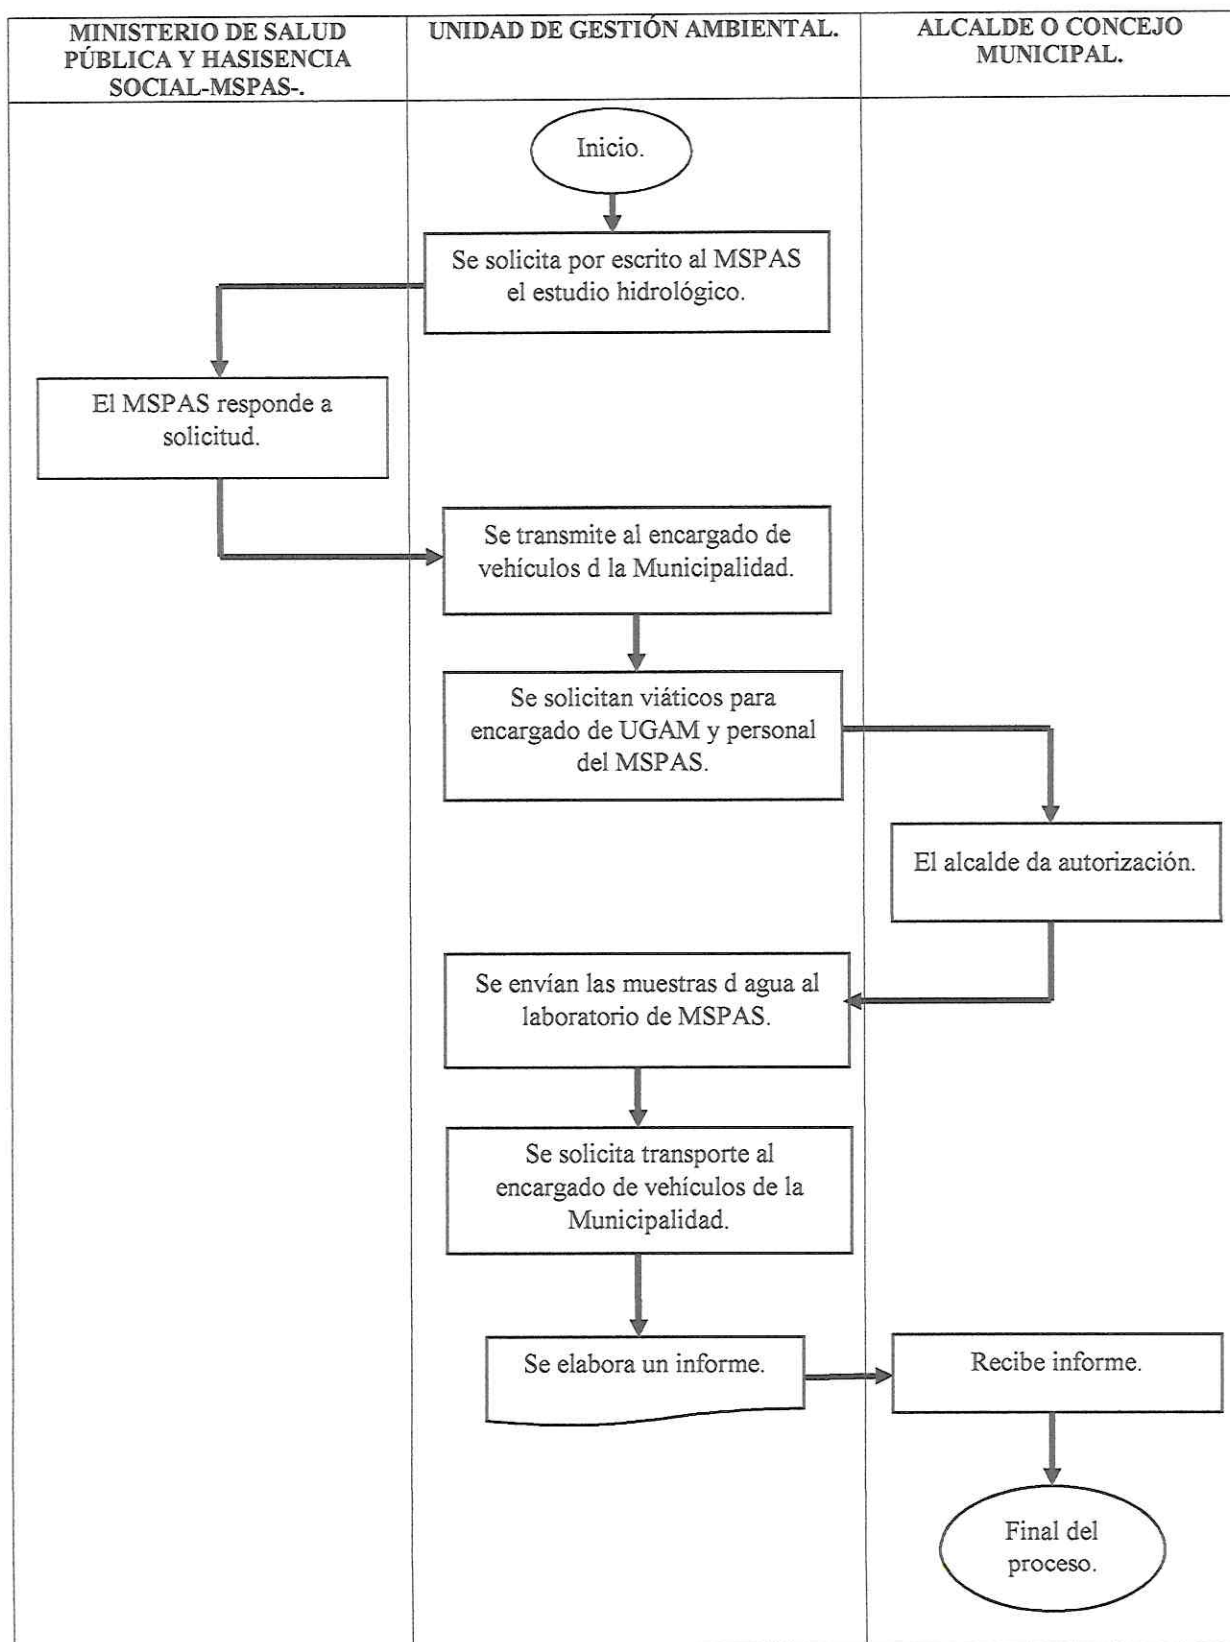 MINISTERIO DE SALUD
PÚBLICA Y HASISENCIA
SOCIAL-MSPAS-.
UNIDAD DE GESTIÓN AMBIENTAL.
ALCALDE O CONCEJO
MUNICIPAL.
Inicio.
Se solicita por escrito al MSPAS
el estudio hidrológico.
El MSPAS responde a
solicitud.
Se transmite al encargado de
vehículos d la Municipalidad.
Se solicitan viáticos para
encargado de UGAM y personal
del MSPAS.
El alcalde da autorización.
Se envían las muestras d agua al
laboratorio de MSPAS.
Se solicita transporte al
encargado de vehículos de la
Municipalidad.
Se elabora un informe.
Recibe informe.
Final del
proceso.